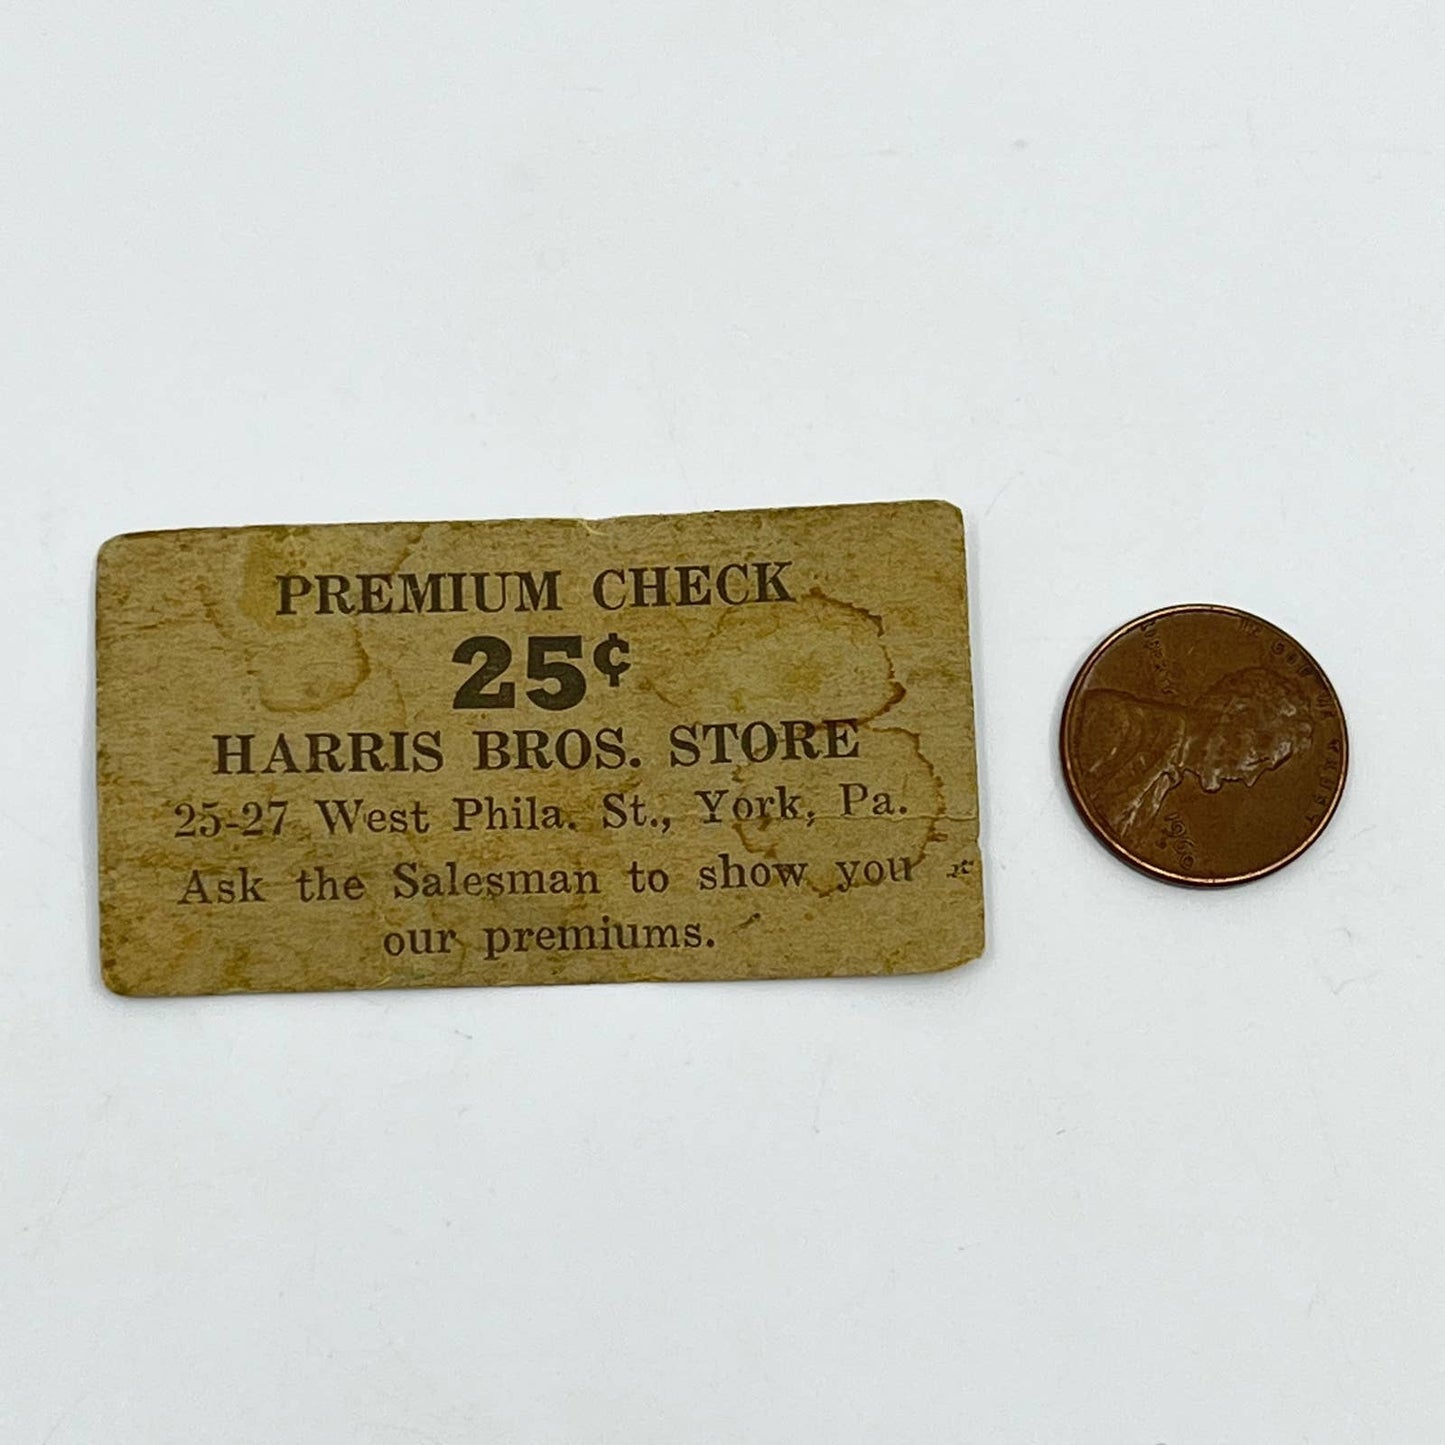 PREMIUM CHECK
25¢
HARRIS BROS. STORE
25-27 West Phila. St., York, Pa.
Ask the Salesman to show you
our premiums.
1960